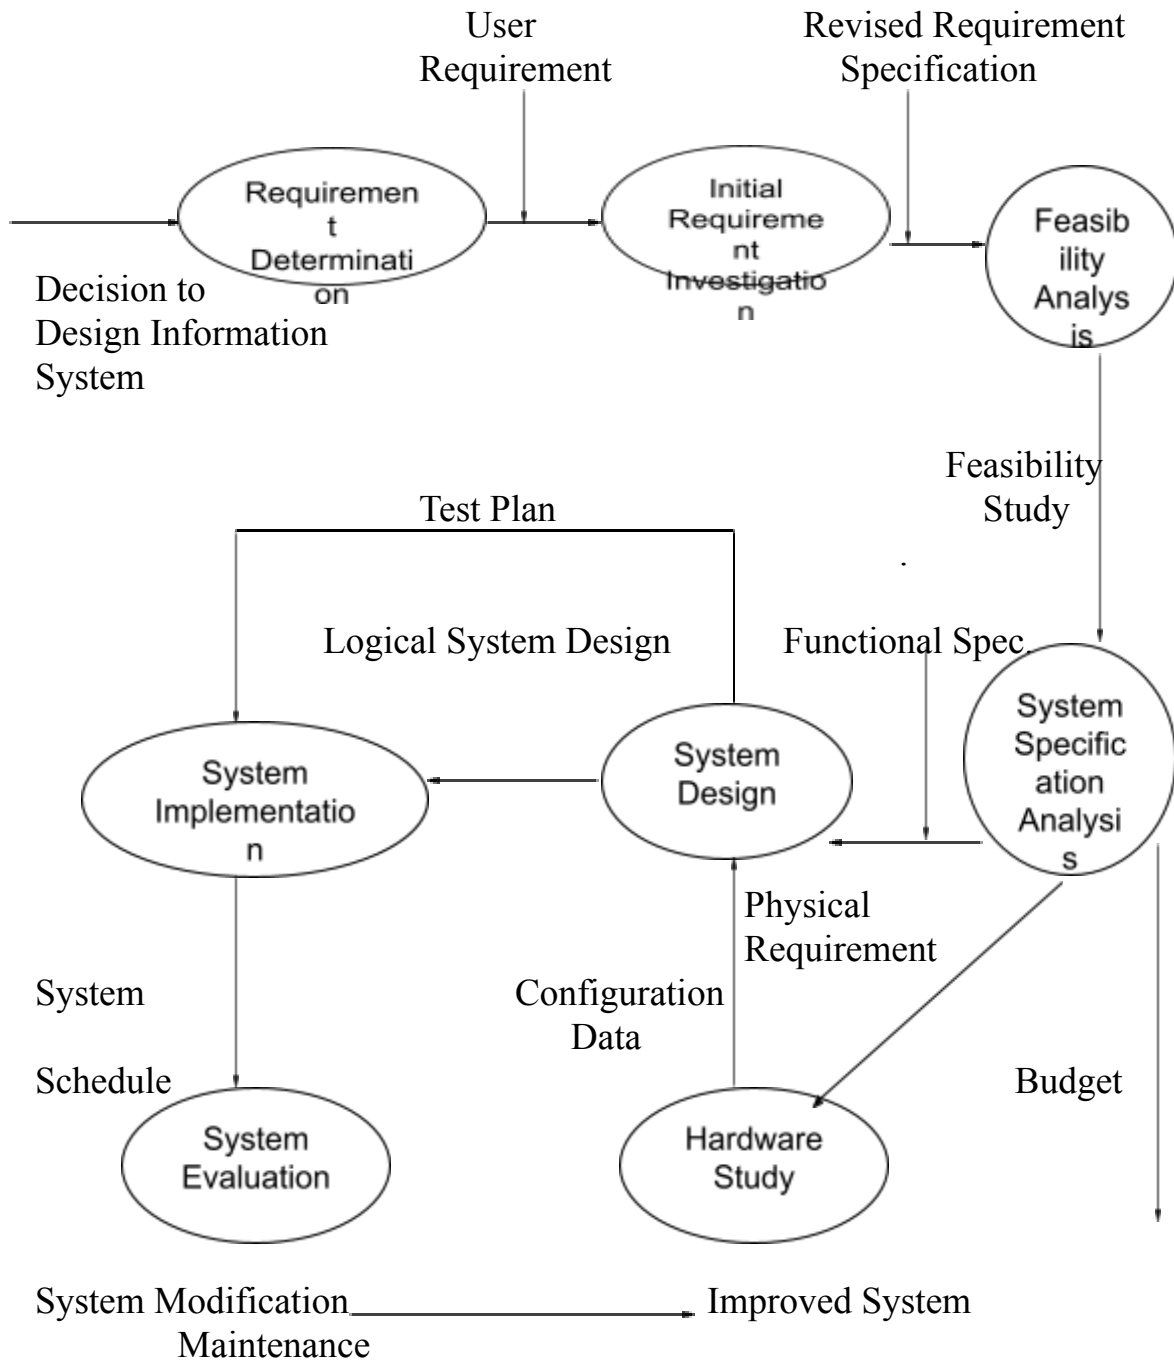 User
Requirement
Revised Requirement
Specification
Requiremen
t
Determinati
on
Initial
Requireme
nt
Investigatio
n
Feasib
ility
Analys
is
Decision to
Design Information
System
Feasibility
Study
Test Plan
.
Logical System Design
Functional Spec.
System
Implementatio
n
System
Design
System
Specific
ation
Analysi
s
Physical
Requirement
System
Configuration
Data
Schedule
Budget
System
Evaluation
Hardware
Study
System Modification
Maintenance
Improved System